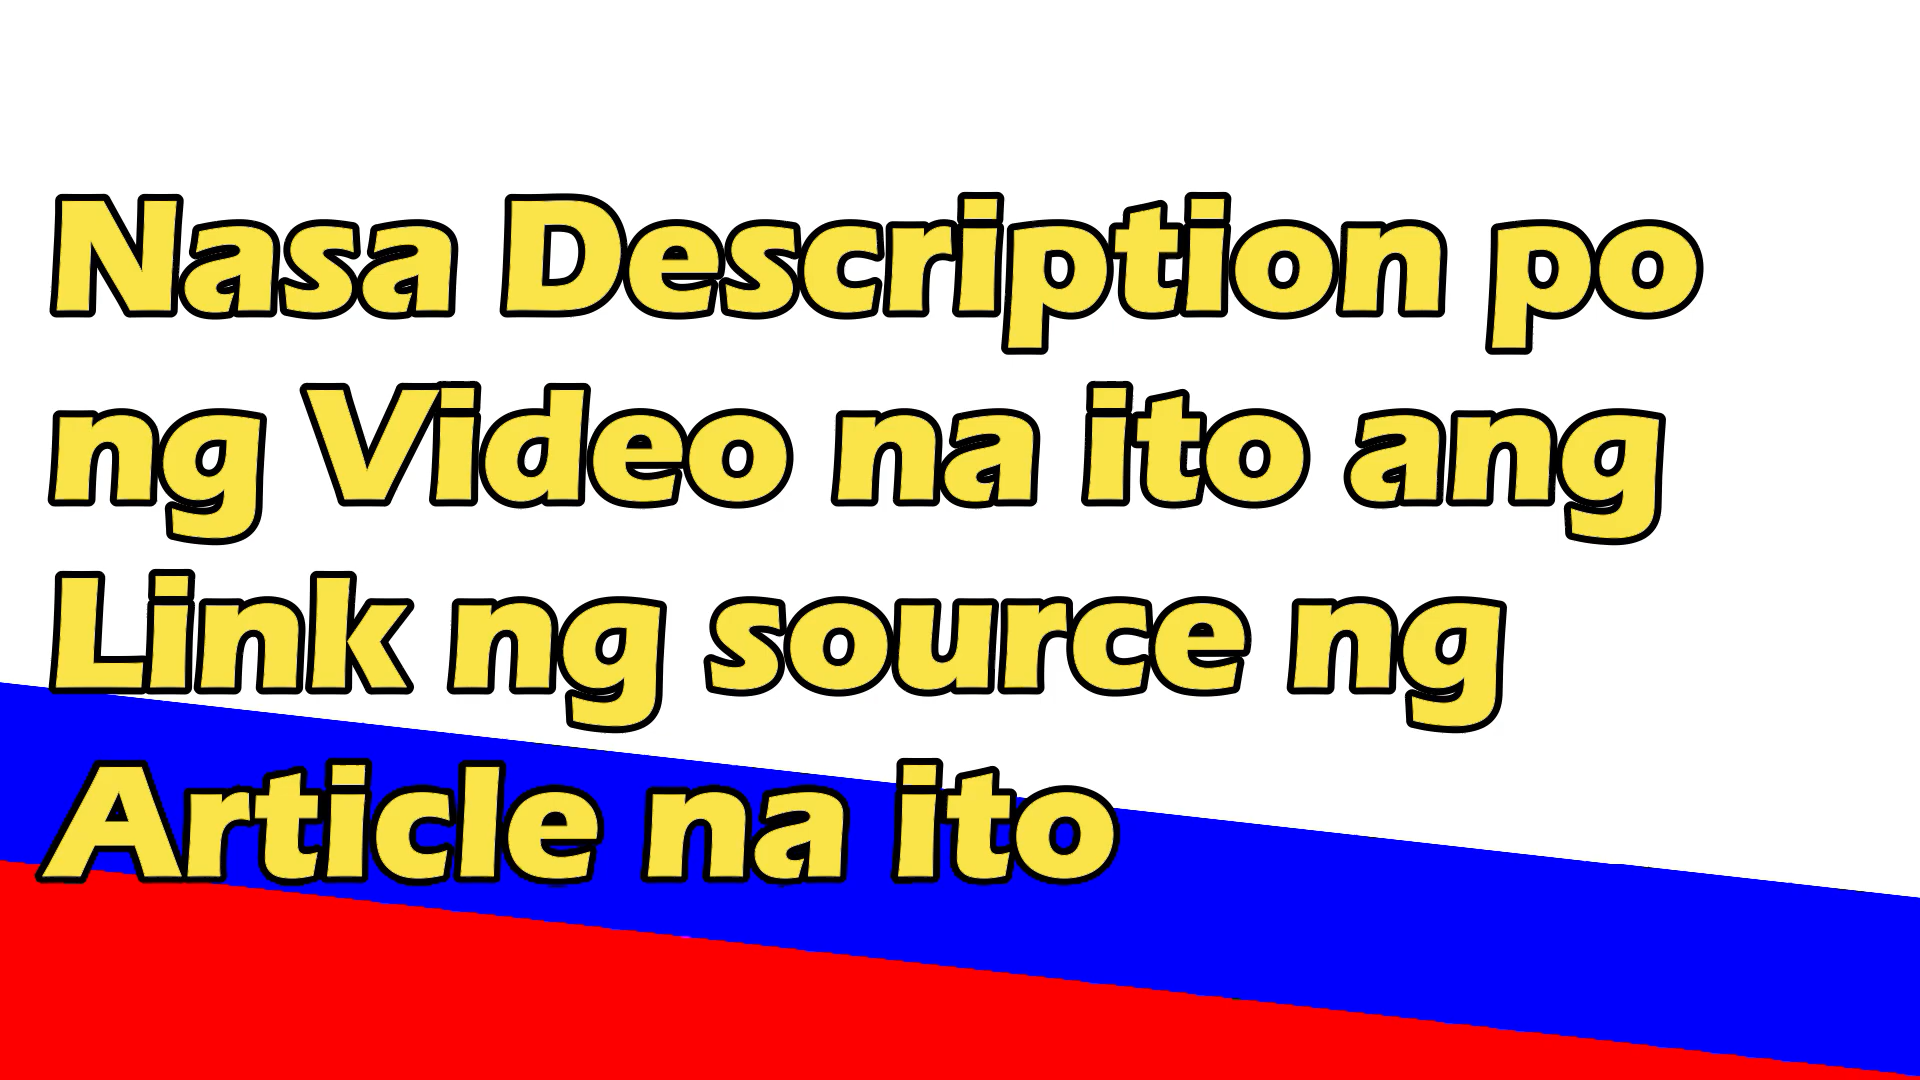 Nasa Description po
ng Video na ito ang
Link ng source ng
Article na ito